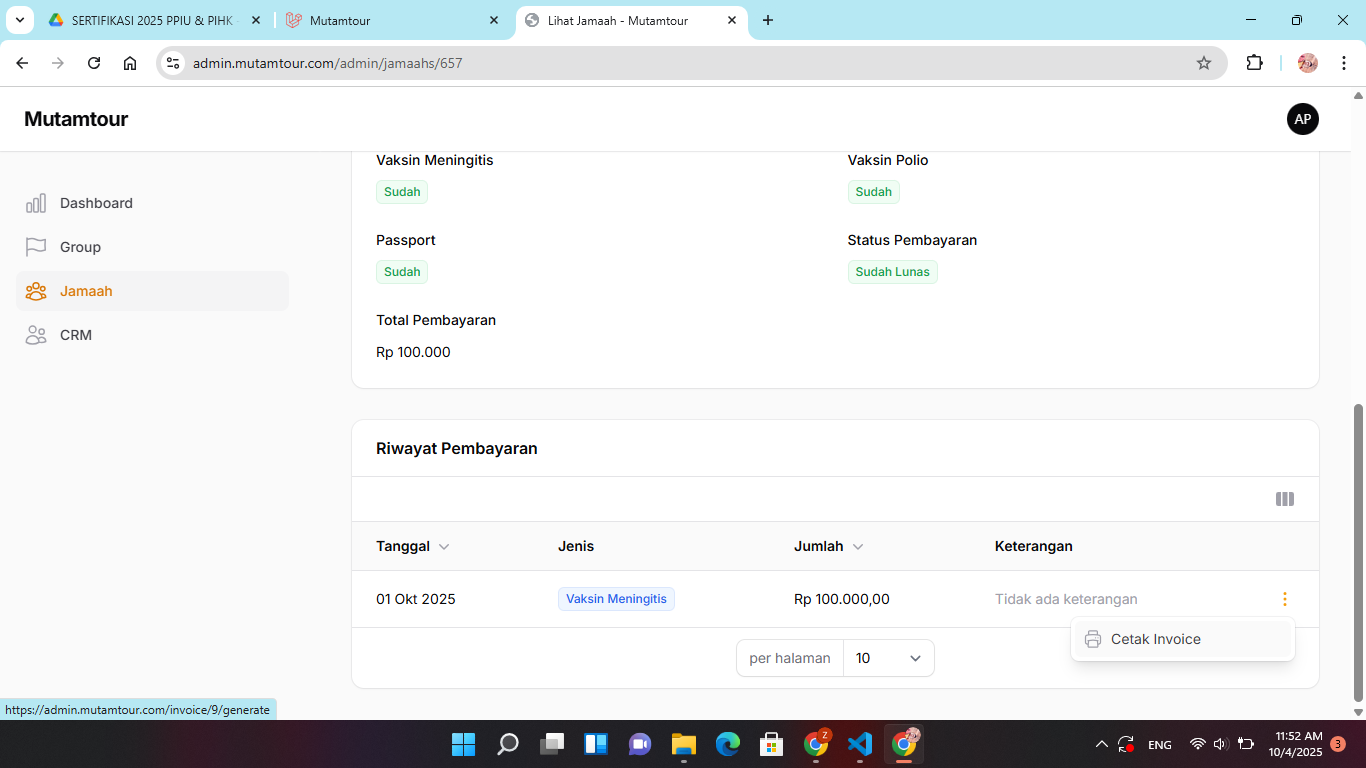 SERTIFIKASI 2025 PPIU & PIHK
Mutamtour
Lihat Jamaah - Mutamtour
admin.mutamtour.com/admin/jamaahs/657
Mutamtour
AP
Dashboard
Group
Jamaah
CRM
Vaksin Meningitis
Vaksin Polio
Sudah
Sudah
Passport
Status Pembayaran
Sudah
Sudah Lunas
Total Pembayaran
Rp 100.000
Riwayat Pembayaran
Tanggal Jenis Jumlah Keterangan
01 Okt 2025 Vaksin Meningitis Rp 100.000,00 Tidak ada keterangan
Cetak Invoice
per halaman 10
https://admin.mutamtour.com/invoice/9/generate
Z
ENG
11:52 AM
10/4/2025
3